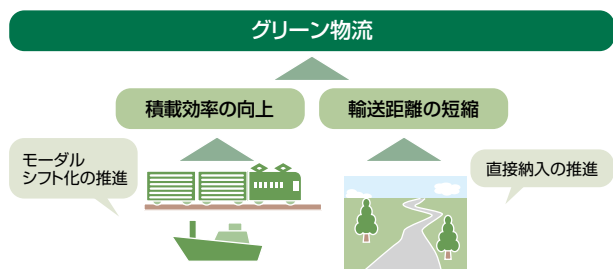 グリーン物流
積載効率の向上
輸送距離の短縮
モーダル
シフト化の推進
直接納入の推進